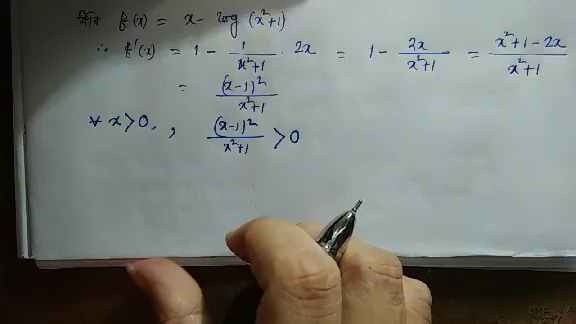 ধরি f(x) = x - log (x²+1)
∴ f'(x) = 1 - 1/(x²+1) · 2x = 1 - 2x/(x²+1) = (x²+1-2x)/(x²+1)
= (x-1)²/(x²+1)
∀ x>0, , (x-1)²/(x²+1) > 0